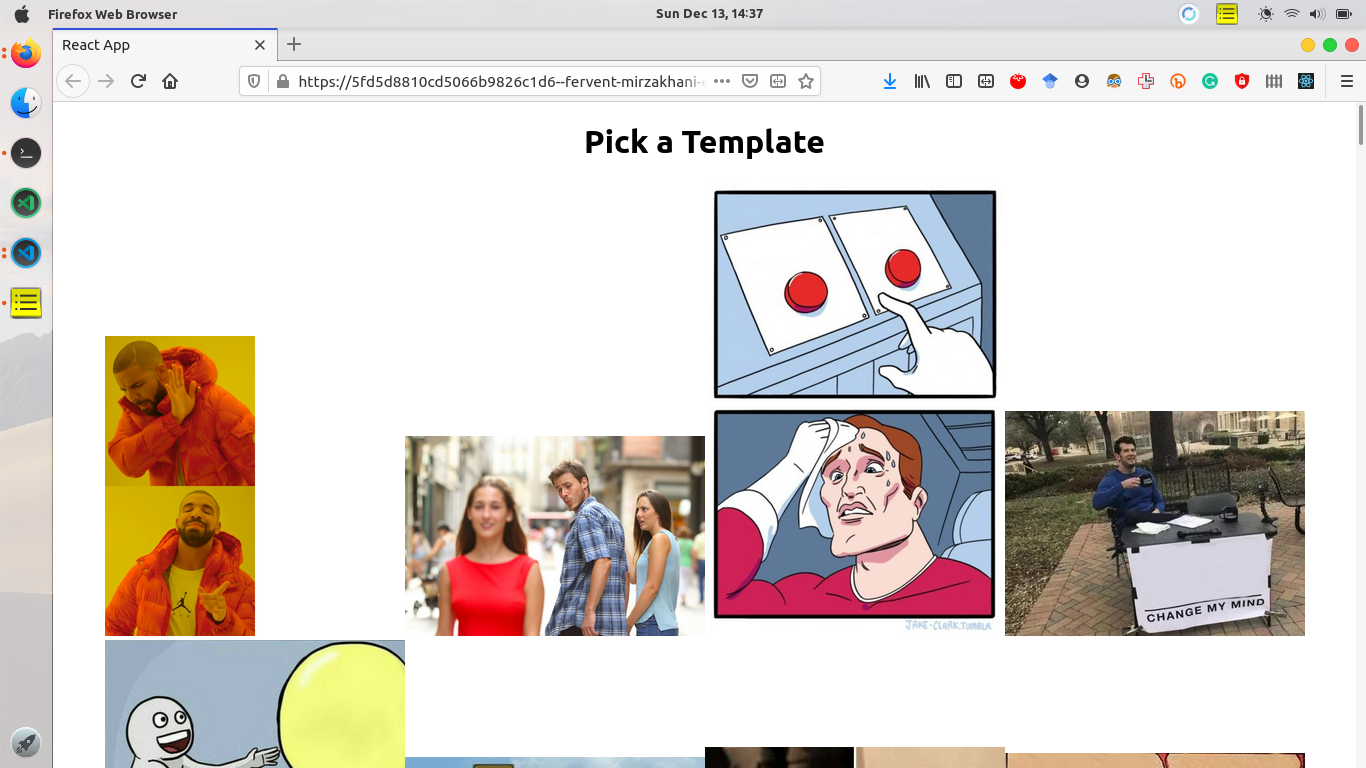 Firefox Web Browser
Sun Dec 13, 14:37
React App
https://5fd5d8810cd5066b9826c1d6--fervent-mirzakhani-
Pick a Template
JAKE-CLARK.TUMBLR
CHANGE MY MIND